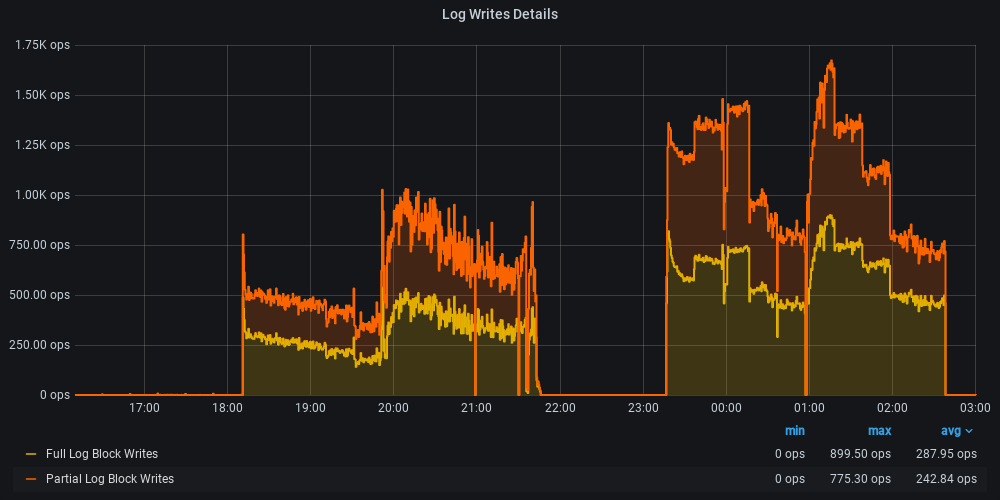 Log Writes Details
1.75K ops
1.50K ops
1.25K ops
1.00K ops
750.00 ops
500.00 ops
250.00 ops
0 ops
17:00 18:00 19:00 20:00 21:00 22:00 23:00 00:00 01:00 02:00 03:00
min max avg
Full Log Block Writes 0 ops 899.50 ops 287.95 ops
Partial Log Block Writes 0 ops 775.30 ops 242.84 ops